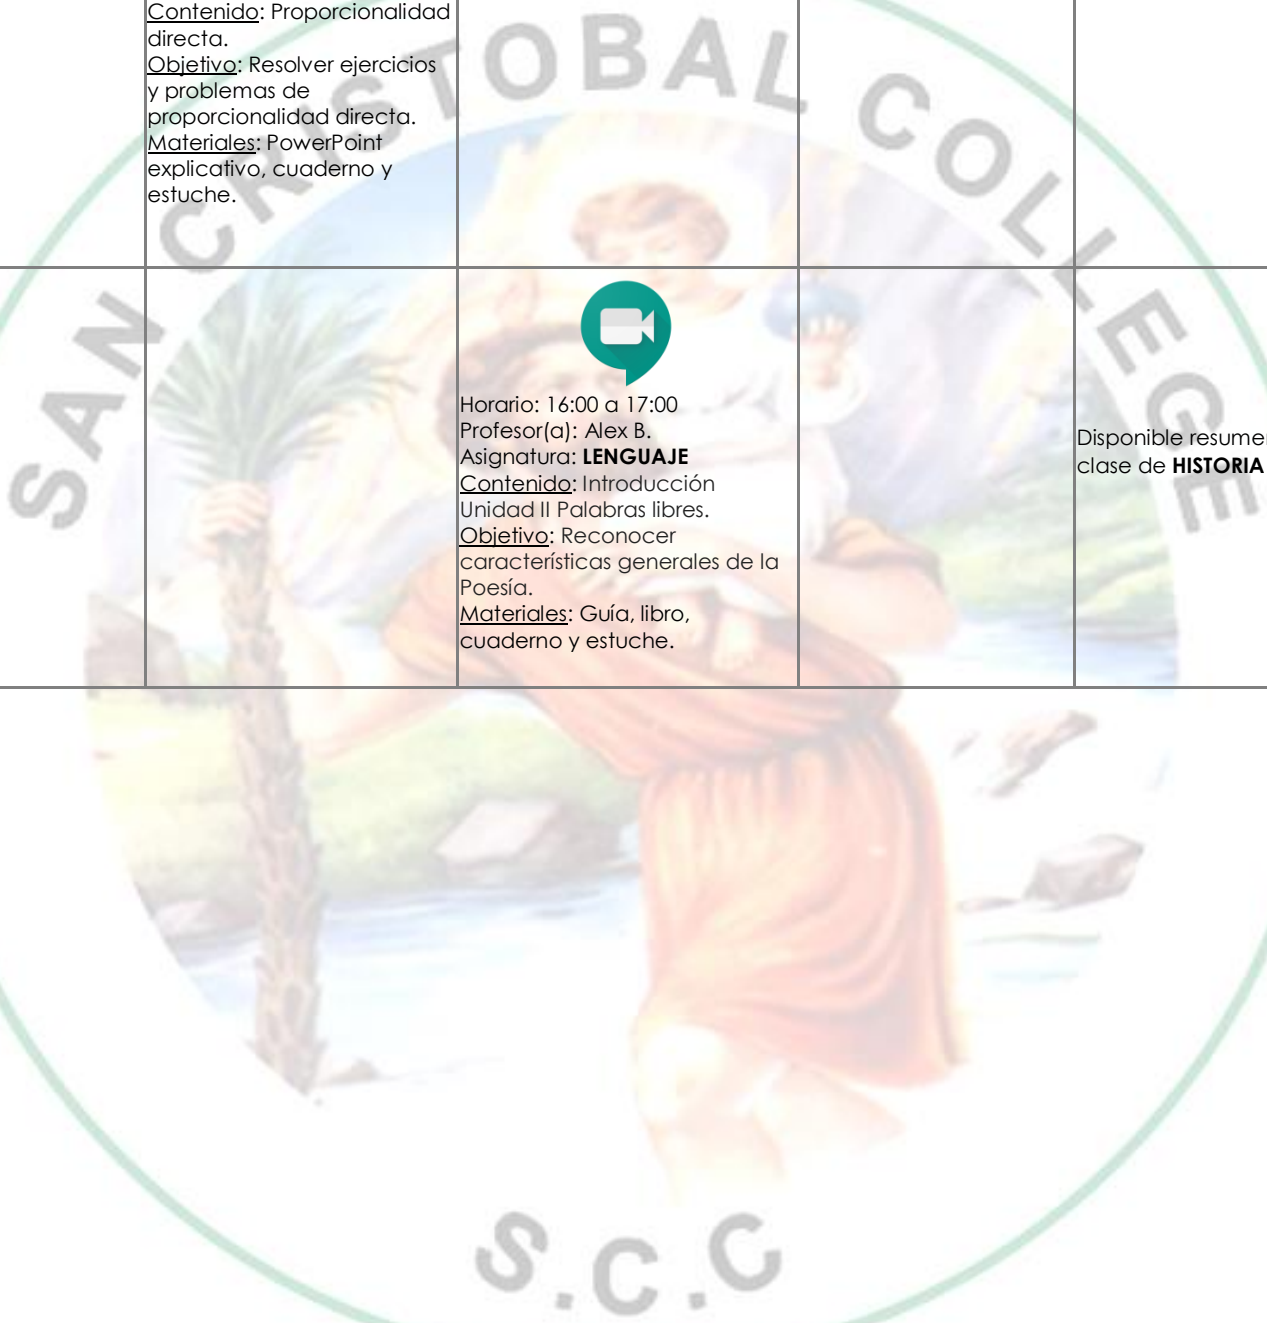 SAN CRISTOBAL COLLEGE
Contenido: Proporcionalidad
directa.
Objetivo: Resolver ejercicios
y problemas de
proporcionalidad directa.
Materiales: PowerPoint
explicativo, cuaderno y
estuche.
Horario: 16:00 a 17:00
Profesor(a): Alex B.
Asignatura: LENGUAJE
Contenido: Introducción
Unidad II Palabras libres.
Objetivo: Reconocer
características generales de la
Poesía.
Materiales: Guía, libro,
cuaderno y estuche.
Disponible resumen
clase de HISTORIA
S.C.C